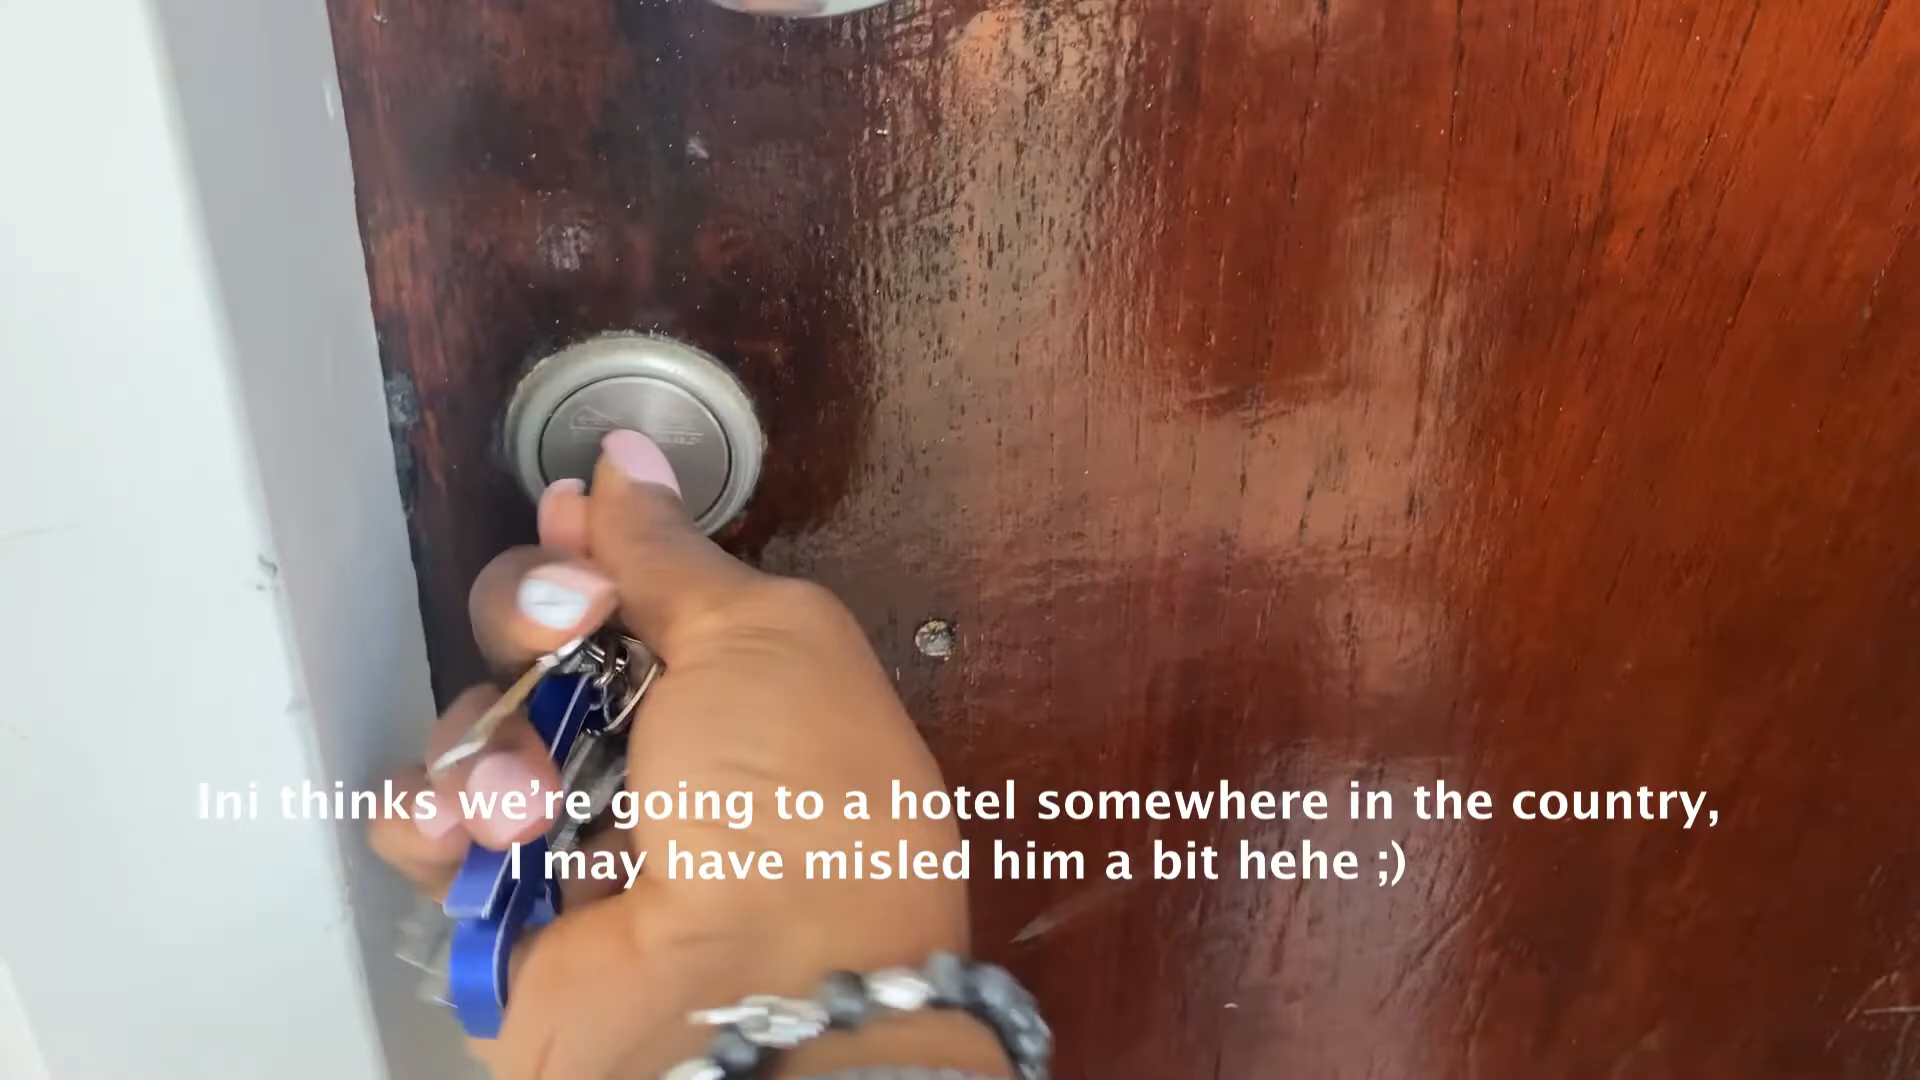 Ini thinks we’re going to a hotel somewhere in the country,
I may have misled him a bit hehe ;)